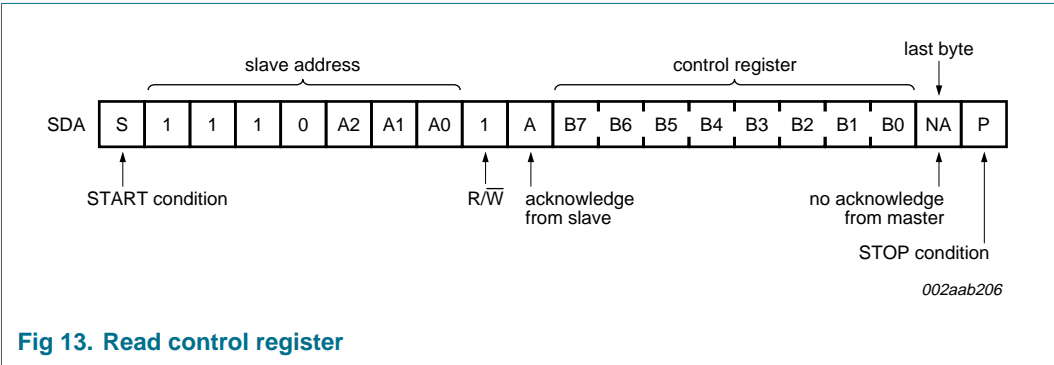 last byte
slave address control register
SDA S 1 1 1 0 A2 A1 A0 1 A B7 B6 B5 B4 B3 B2 B1 B0 NA P
START condition R/W̅ acknowledge from slave no acknowledge from master
STOP condition
002aab206
Fig 13. Read control register